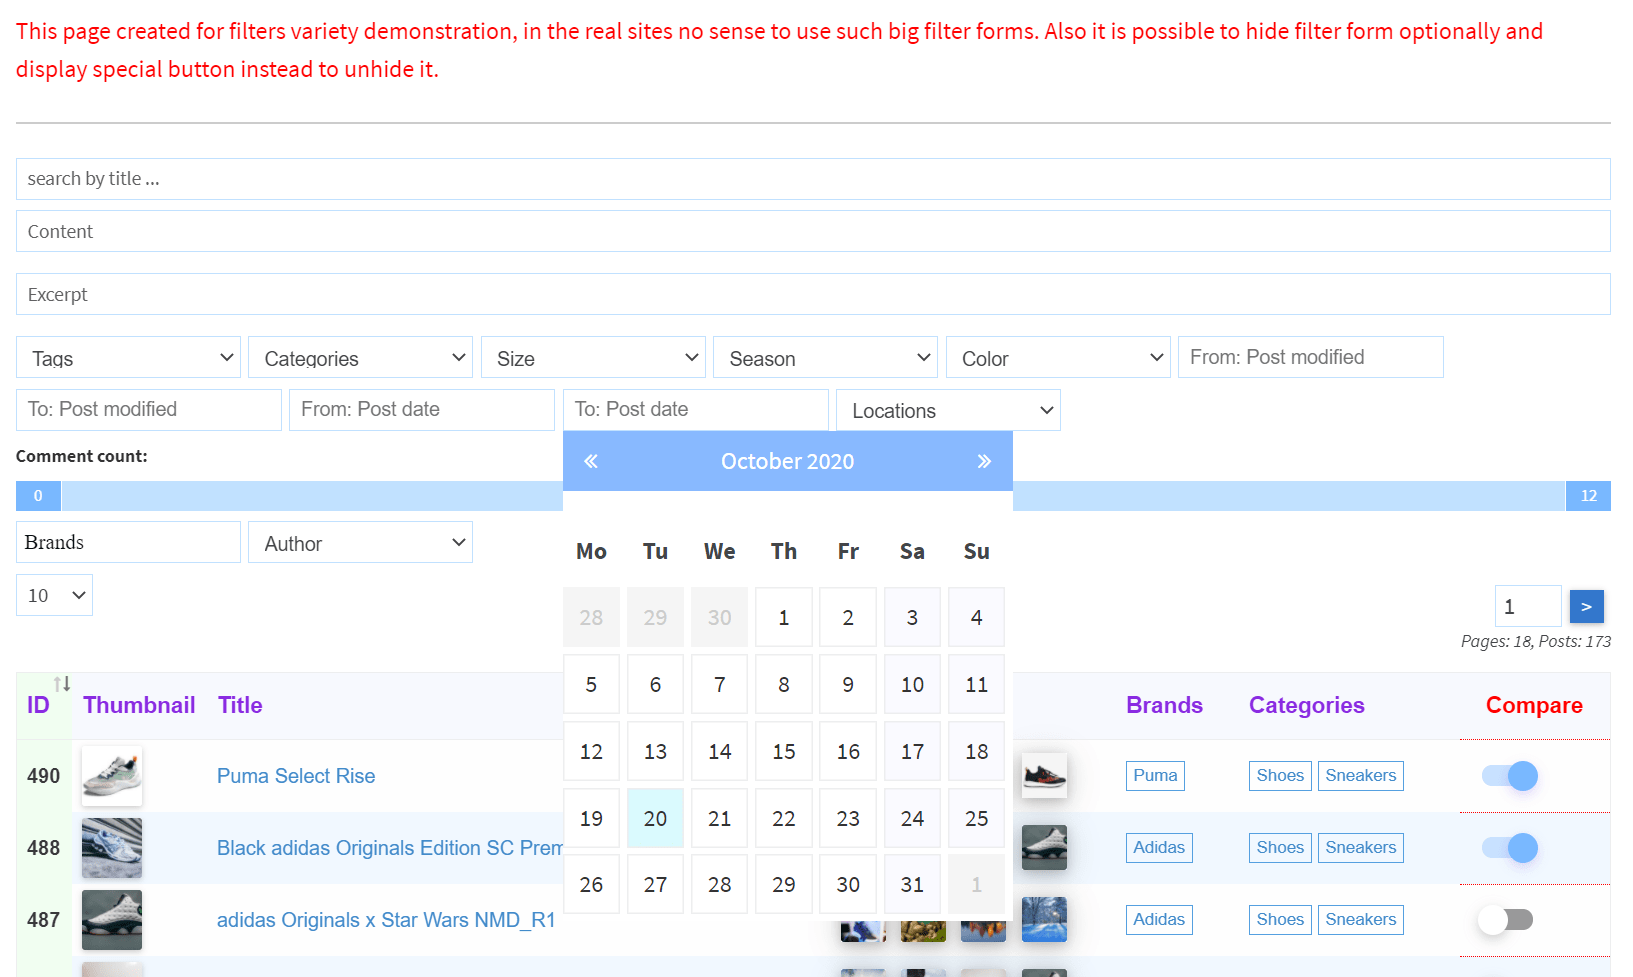 This page created for filters variety demonstration, in the real sites no sense to use such big filter forms. Also it is possible to hide filter form optionally and
display special button instead to unhide it.
search by title ...
Content
Excerpt
Tags Categories Size Season Color From: Post modified
To: Post modified From: Post date To: Post date Locations
Comment count:
0 12
« October 2020 »
Mo Tu We Th Fr Sa Su
28 29 30 1 2 3 4
5 6 7 8 9 10 11
12 13 14 15 16 17 18
19 20 21 22 23 24 25
26 27 28 29 30 31 1
Brands Author
10
1 >
Pages: 18, Posts: 173
ID Thumbnail Title Brands Categories Compare
490 Puma Select Rise Puma Shoes Sneakers
488 Black adidas Originals Edition SC Prem Adidas Shoes Sneakers
487 adidas Originals x Star Wars NMD_R1 Adidas Shoes Sneakers